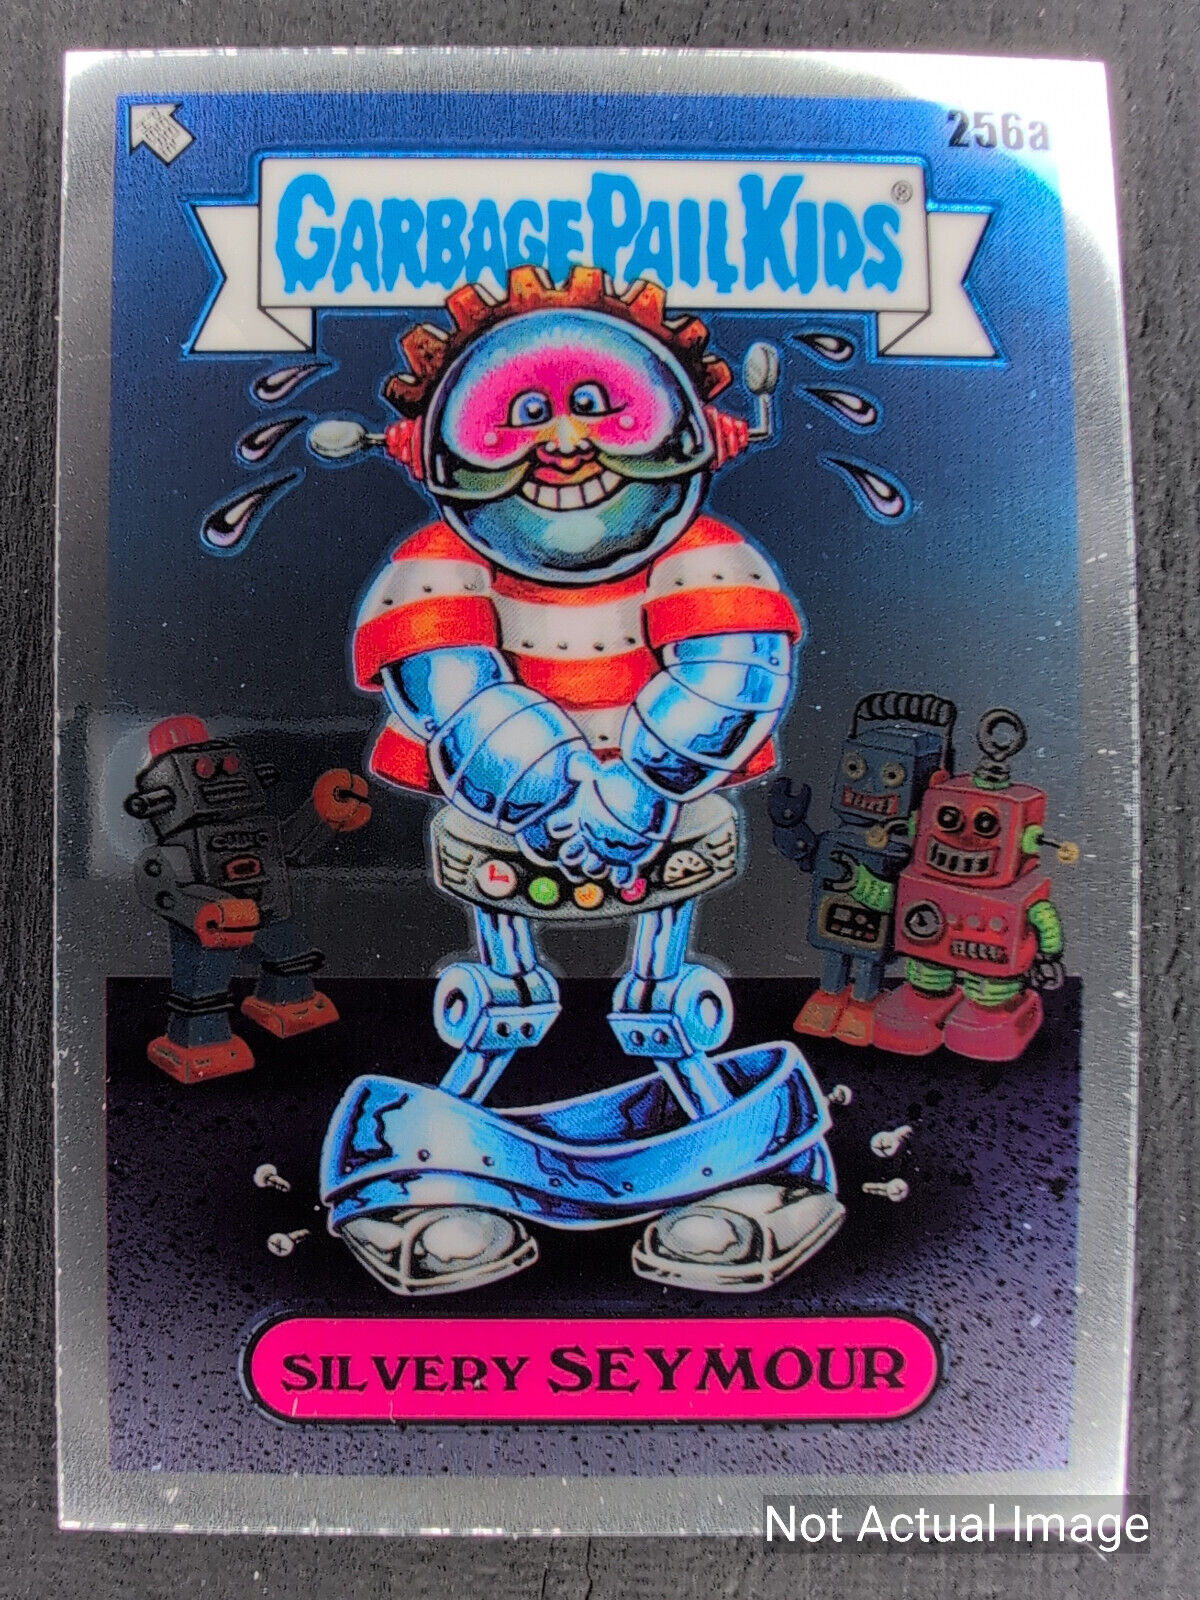 256a
GARBAGE PAIL KIDS®
SILVERY SEYMOUR
Not Actual Image